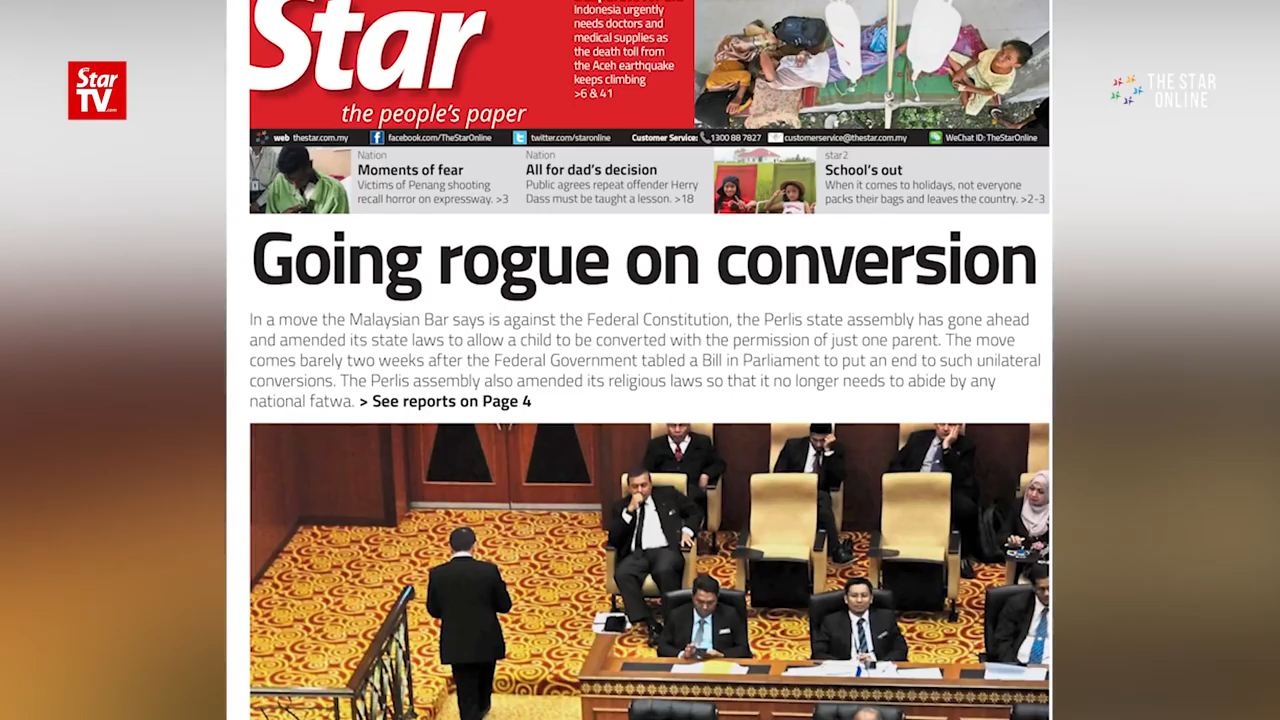 Star
TV.com
THE STAR
ONLINE
Star
the people's paper
Indonesia urgently
needs doctors and
medical supplies as
the death toll from
the Aceh earthquake
keeps climbing
>6 & 41
web thestar.com.my
facebook.com/TheStarOnline
twitter.com/staronline
Customer Service: 1300 88 7827
customerservice@thestar.com.my
WeChat ID: TheStarOnline
Nation
Moments of fear
Victims of Penang shooting
recall horror on expressway. >3
Nation
All for dad's decision
Public agrees repeat offender Herry
Dass must be taught a lesson. >18
star2
School's out
When it comes to holidays, not everyone
packs their bags and leaves the country. >2-3
Going rogue on conversion
In a move the Malaysian Bar says is against the Federal Constitution, the Perlis state assembly has gone ahead
and amended its state laws to allow a child to be converted with the permission of just one parent. The move
comes barely two weeks after the Federal Government tabled a Bill in Parliament to put an end to such unilateral
conversions. The Perlis assembly also amended its religious laws so that it no longer needs to abide by any
national fatwa. > See reports on Page 4